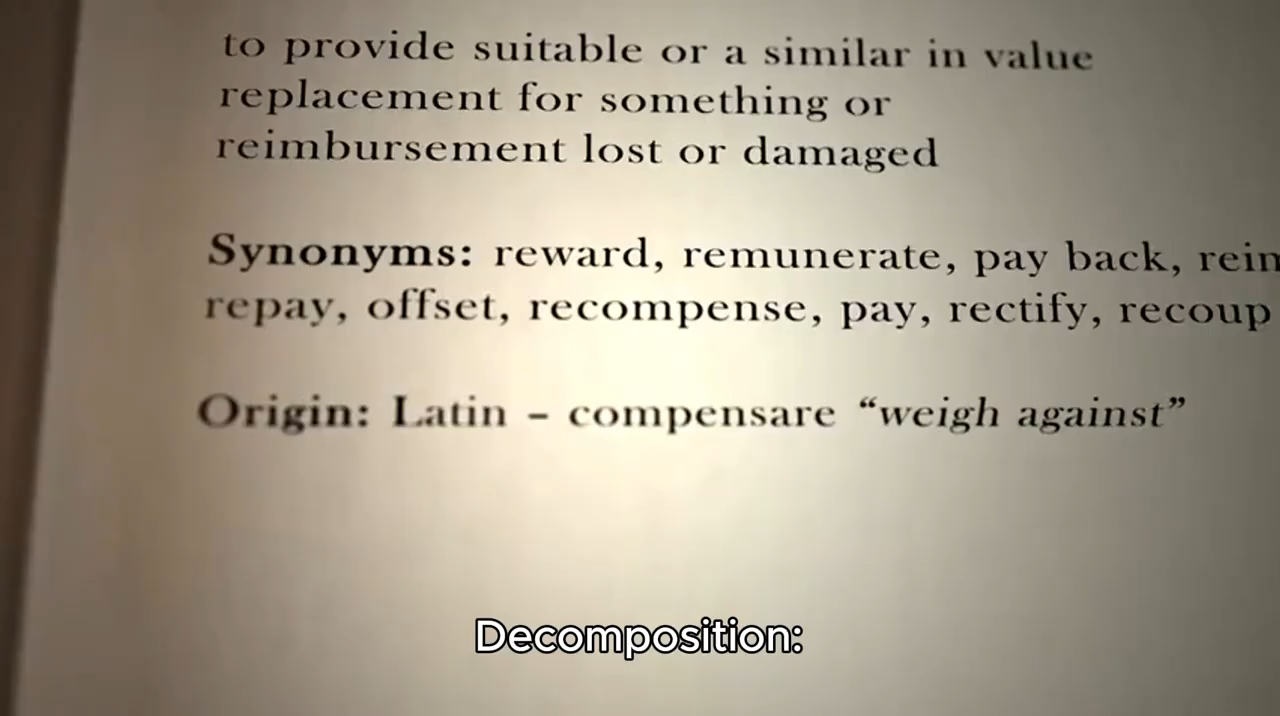 to provide suitable or a similar in value
replacement for something or
reimbursement lost or damaged
Synonyms: reward, remunerate, pay back,
repay, offset, recompense, pay, rectify, recoup
Origin: Latin – compensare “weigh against”
Decomposition: